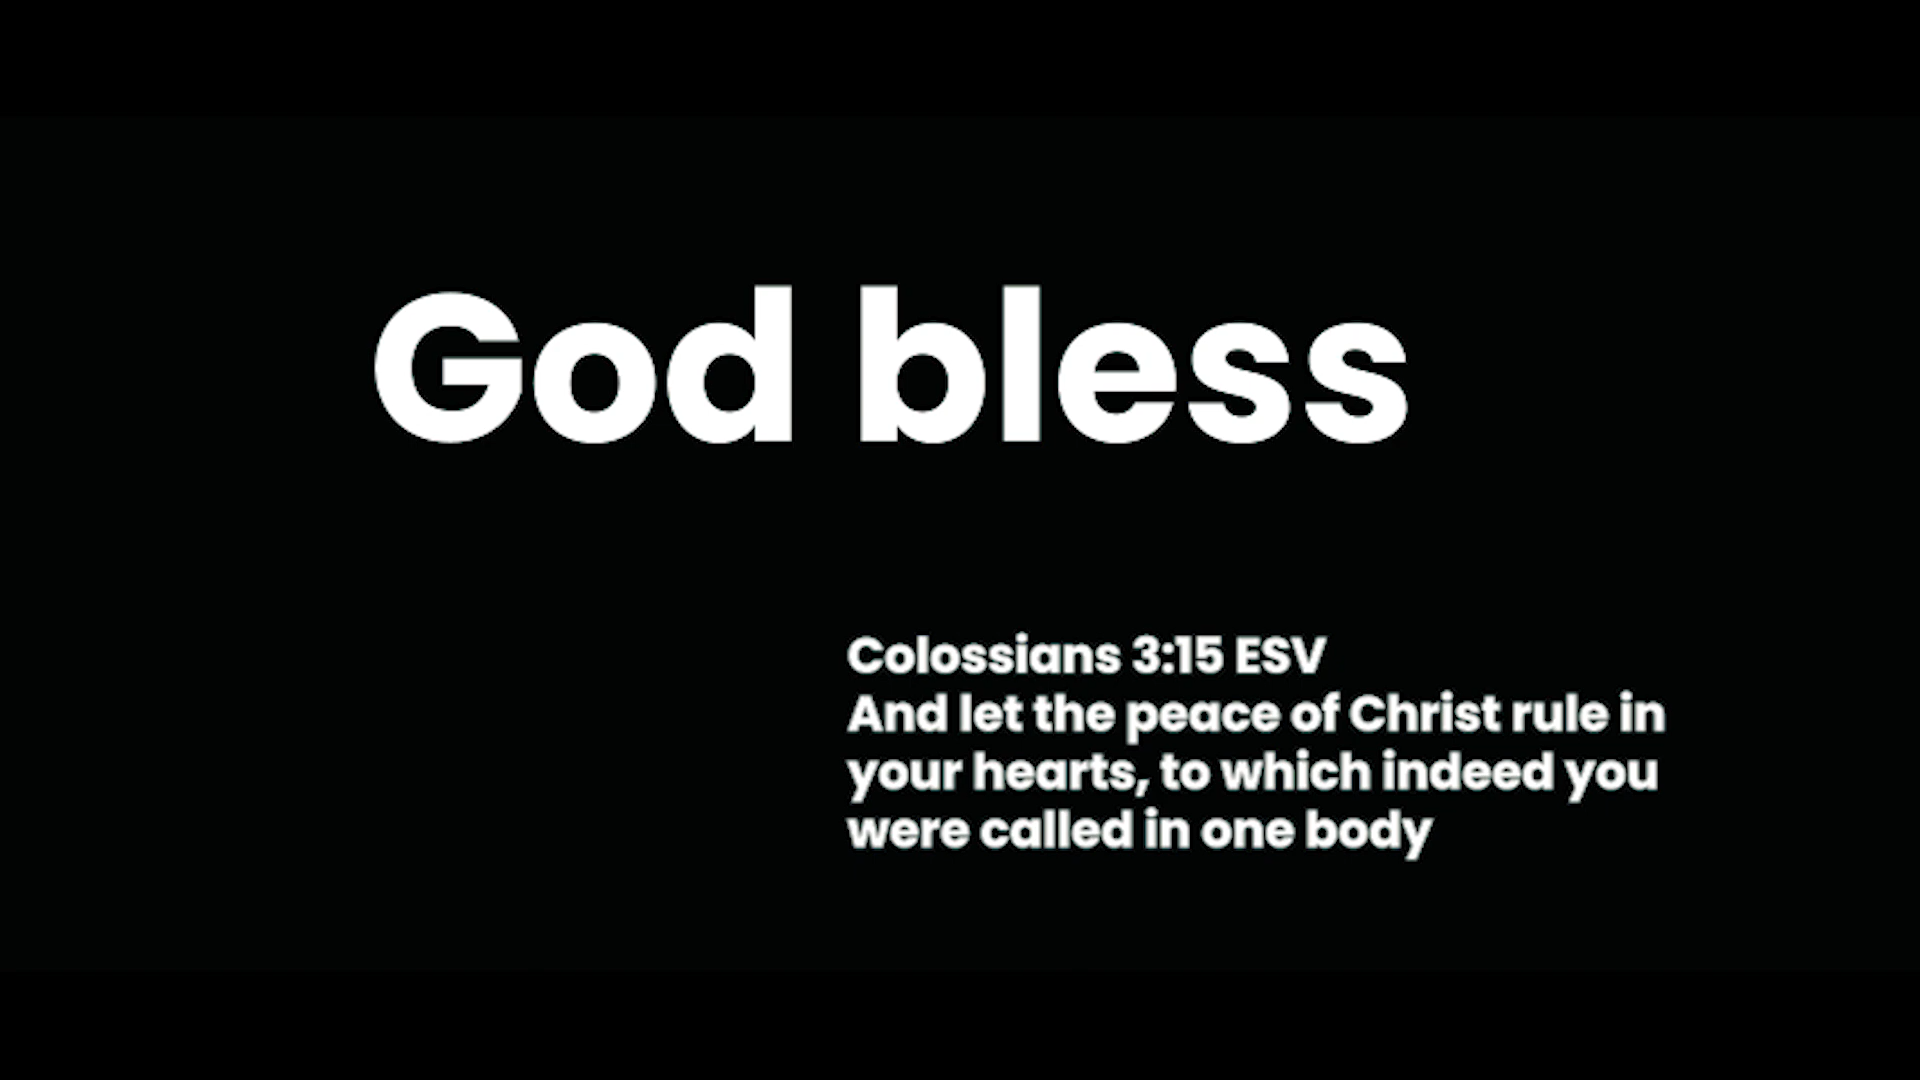 God bless
Colossians 3:15 ESV
And let the peace of Christ rule in
your hearts, to which indeed you
were called in one body